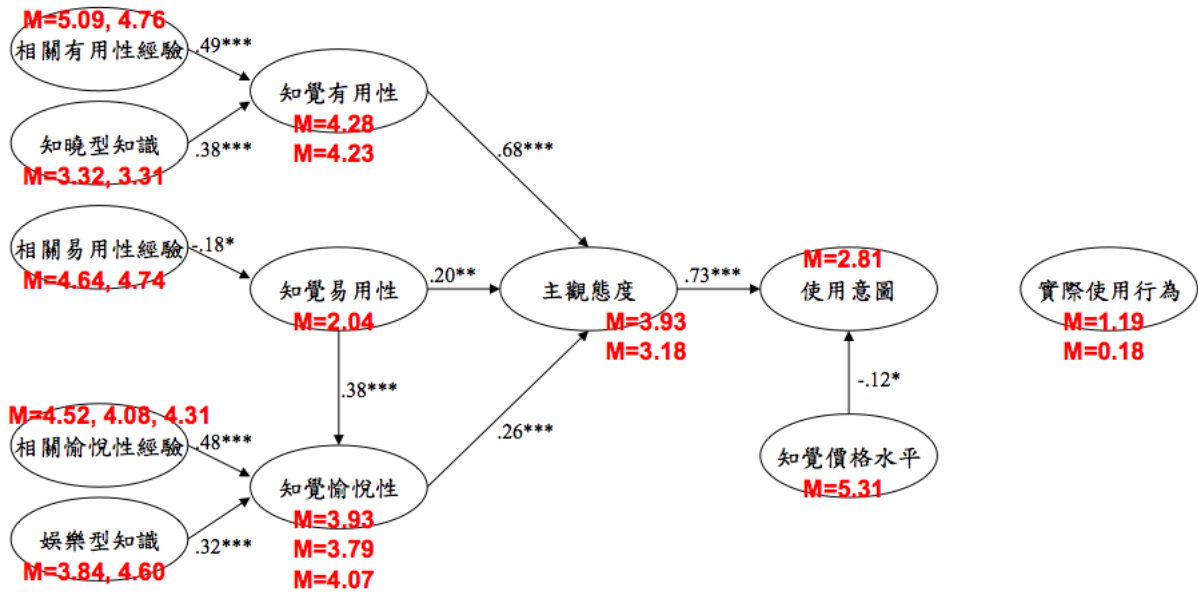 M=5.09, 4.76
相關有用性經驗
.49***
知覺有用性
M=4.28
M=4.23
知曉型知識
.38***
M=3.32, 3.31
.68***
相關易用性經驗
-.18*
M=4.64, 4.74
知覺易用性
M=2.04
.20**
主觀態度
M=3.93
M=3.18
.73***
M=2.81
使用意圖
實際使用行為
M=1.19
M=0.18
.38***
-.12*
M=4.52, 4.08, 4.31
相關愉悅性經驗
.48***
.26***
知覺價格水平
M=5.31
知覺愉悅性
M=3.93
M=3.79
M=4.07
娛樂型知識
.32***
M=3.84, 4.60